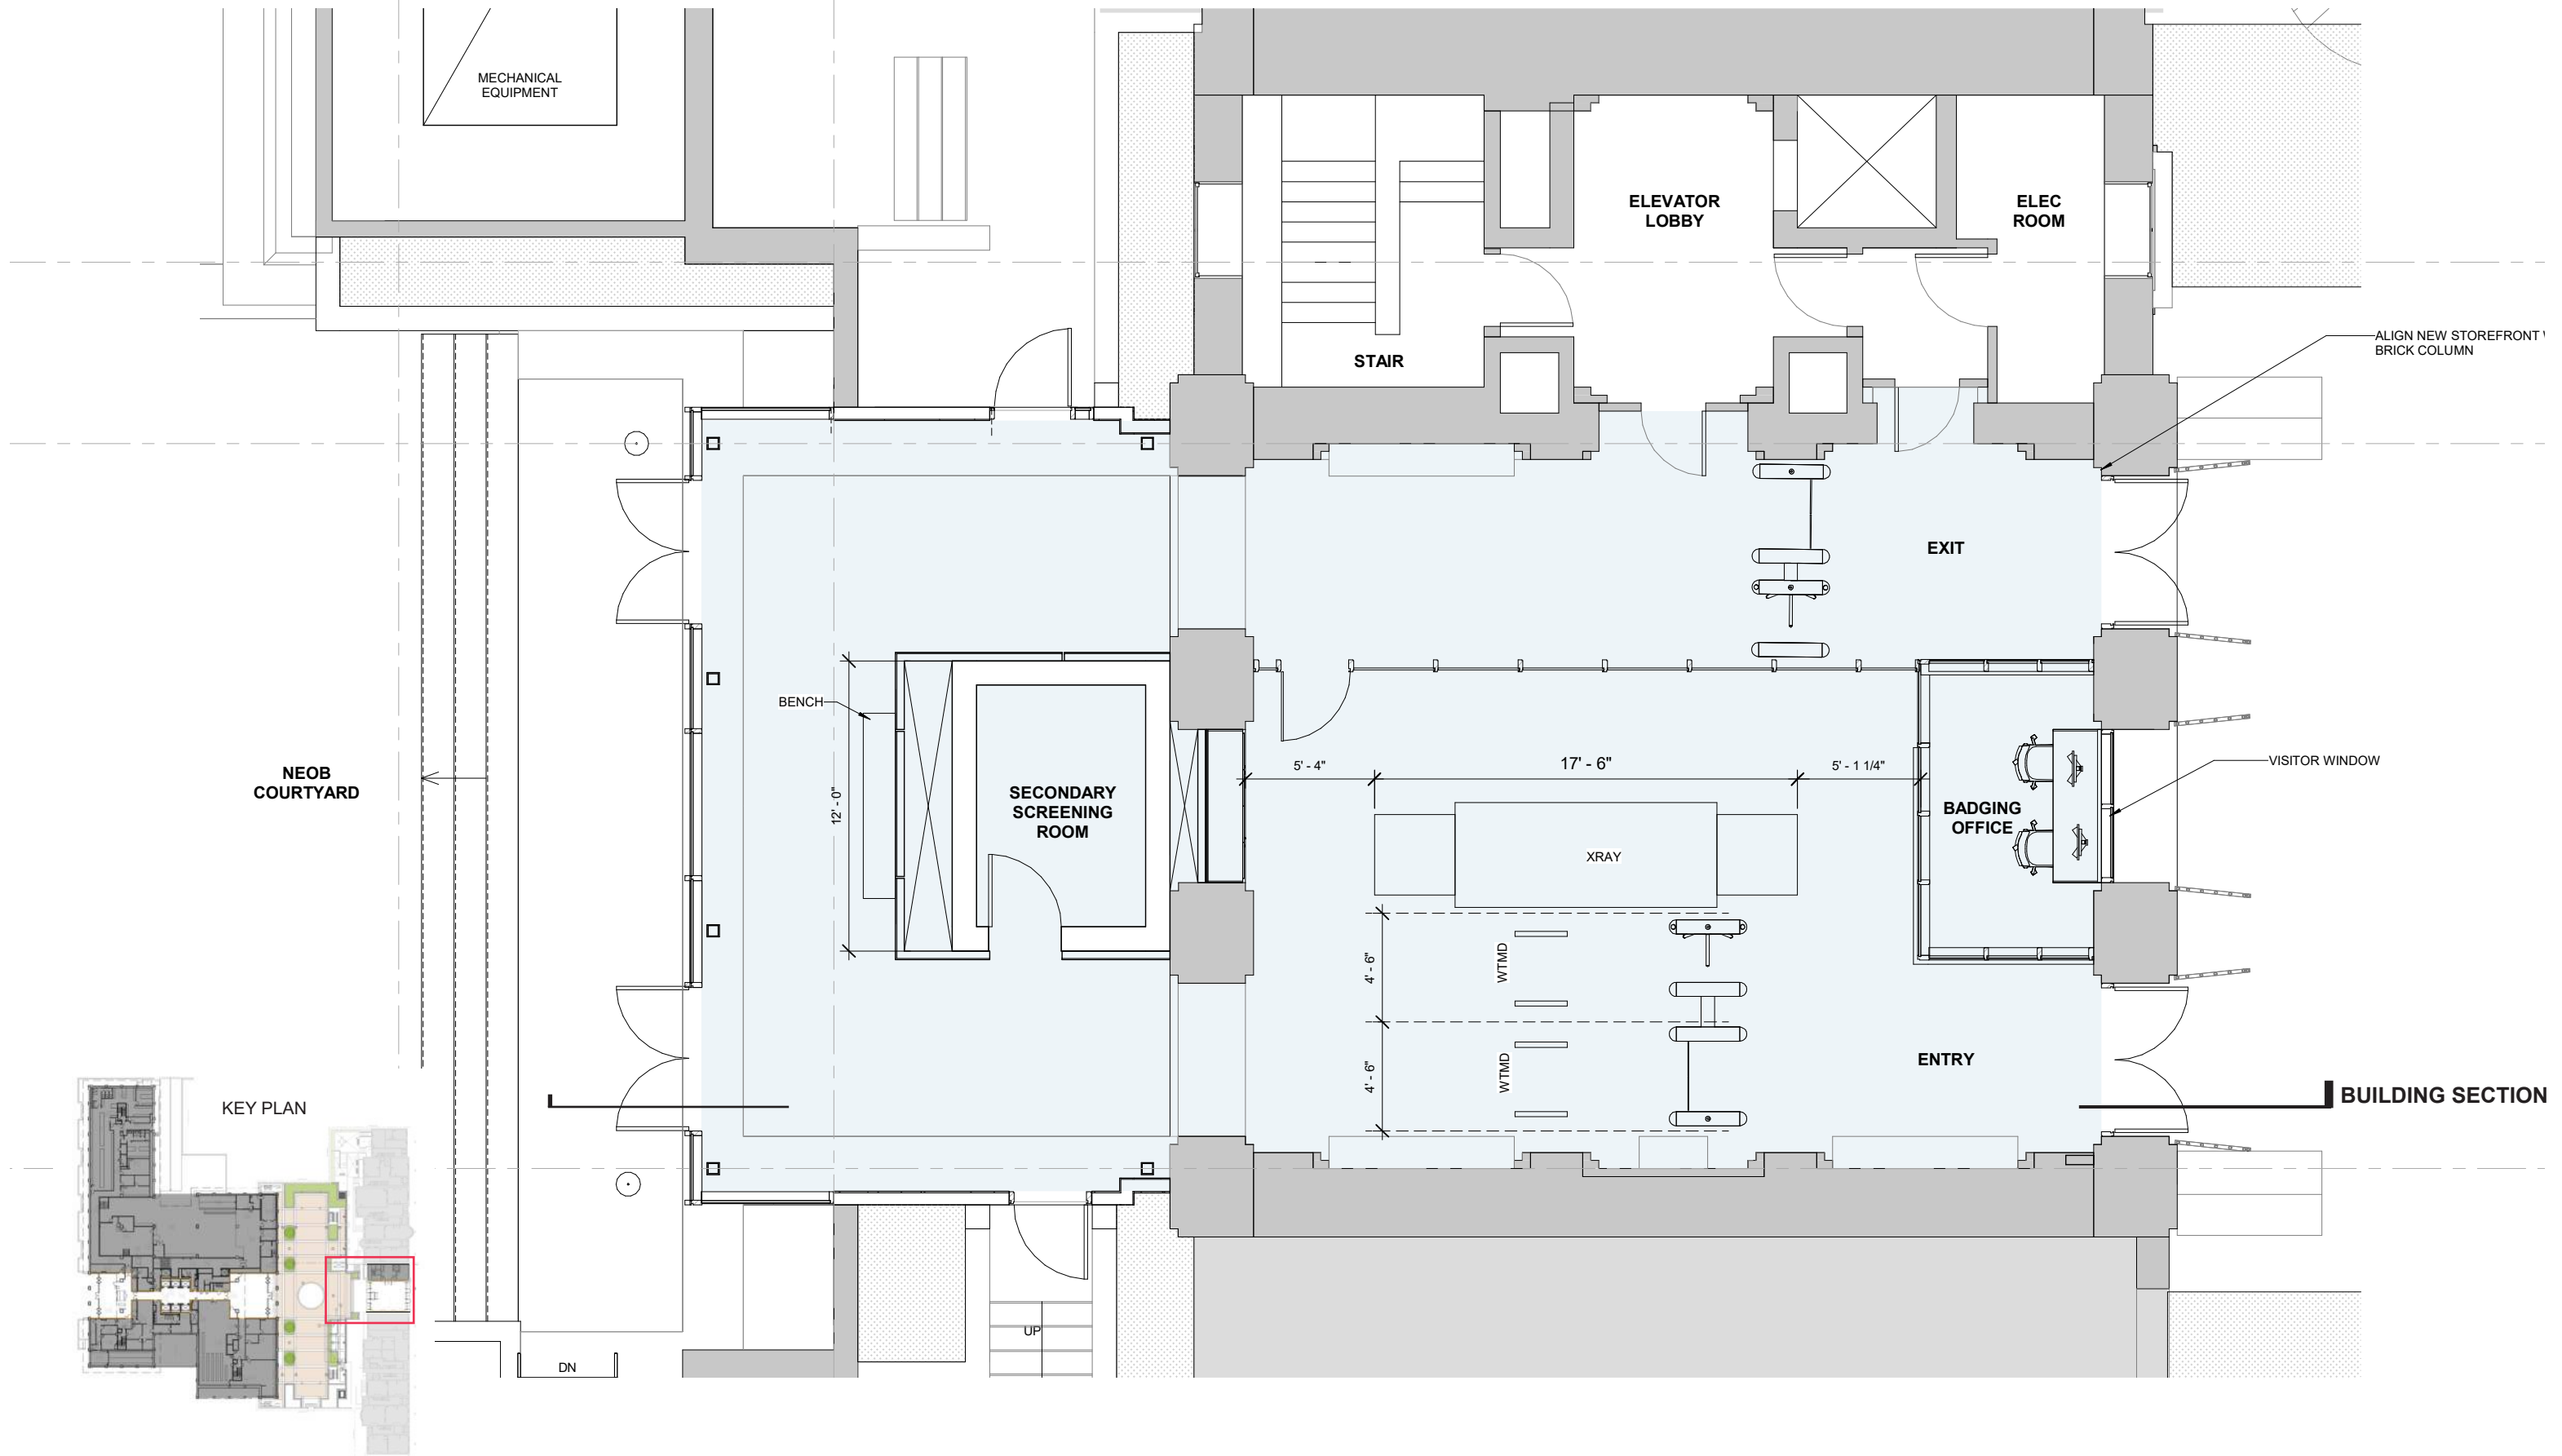 MECHANICAL
EQUIPMENT
ELEVATOR
LOBBY
ELEC
ROOM
STAIR
ALIGN NEW STOREFRONT
BRICK COLUMN
EXIT
BENCH
NEOB
COURTYARD
12' - 0"
SECONDARY
SCREENING
ROOM
5' - 4"
17' - 6"
5' - 1 1/4"
VISITOR WINDOW
BADGING
OFFICE
XRAY
4' - 6"
WTMD
4' - 6"
WTMD
ENTRY
BUILDING SECTION
KEY PLAN
UP
DN